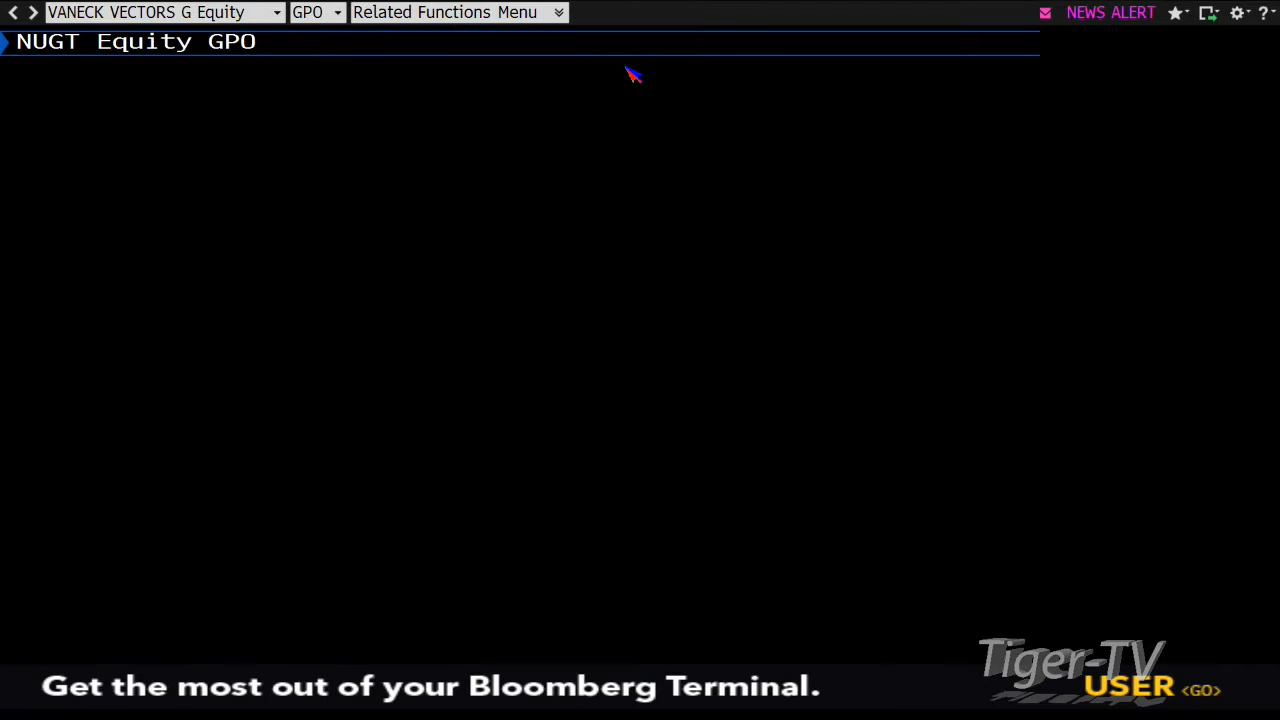 VANECK VECTORS G Equity GPO Related Functions Menu NEWS ALERT ?
NUGT Equity GPO
Tiger-TV
Get the most out of your Bloomberg Terminal. USER <GO>